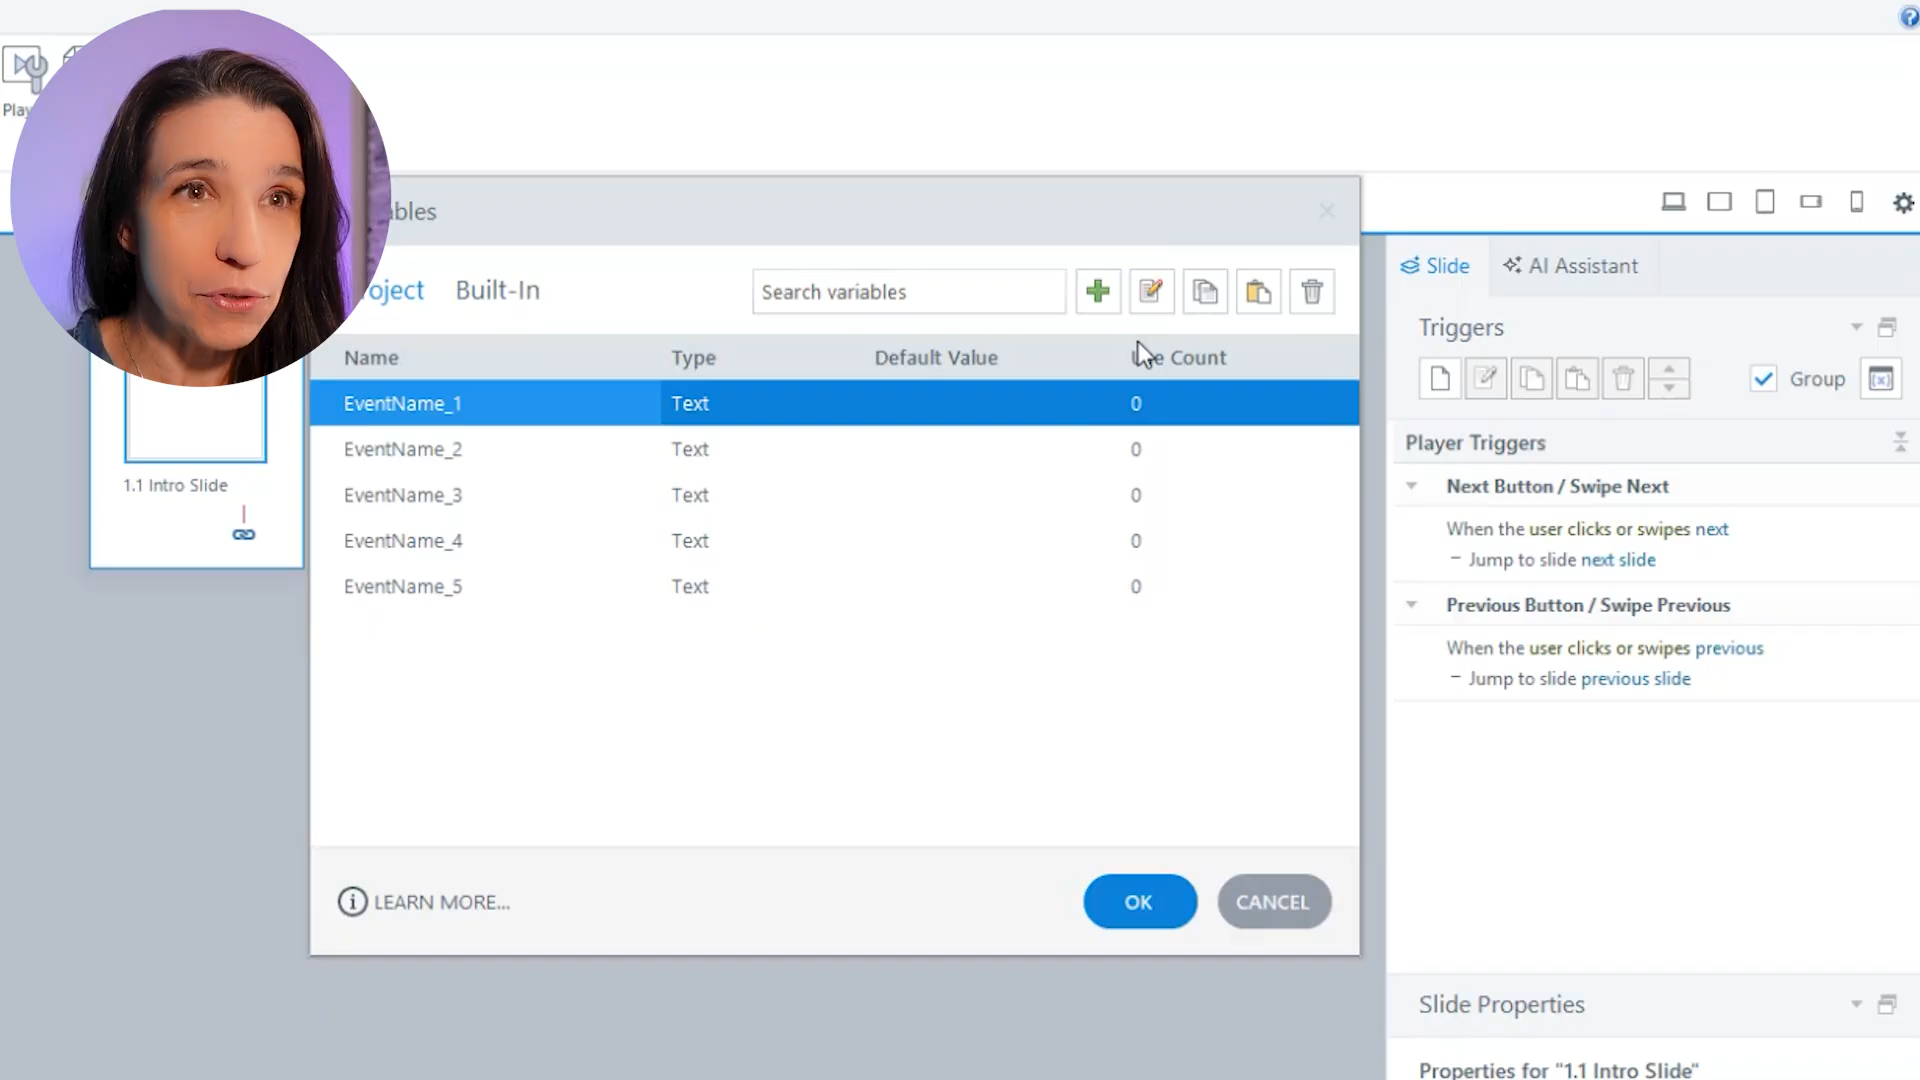 Play
ables
oject
Built-In
Search variables
Name
Type
Default Value
Use Count
EventName_1
Text
0
EventName_2
Text
0
EventName_3
Text
0
EventName_4
Text
0
EventName_5
Text
0
LEARN MORE...
OK
CANCEL
1.1 Intro Slide
Slide
AI Assistant
Triggers
Group
Player Triggers
Next Button / Swipe Next
When the user clicks or swipes next
– Jump to slide next slide
Previous Button / Swipe Previous
When the user clicks or swipes previous
– Jump to slide previous slide
Slide Properties
Properties for "1.1 Intro Slide"